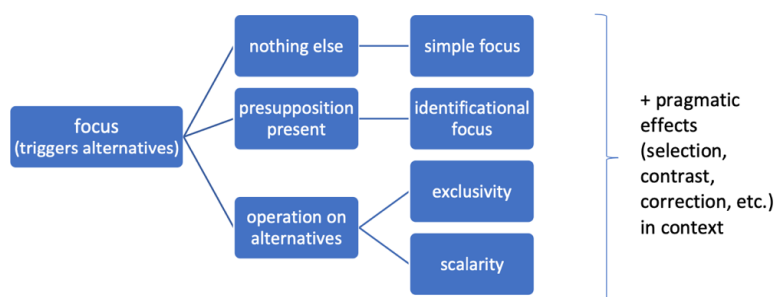 nothing else
simple focus
presupposition
present
identificational
focus
focus
(triggers alternatives)
exclusivity
operation on
alternatives
scalarity
+ pragmatic
effects
(selection,
contrast,
correction, etc.)
in context